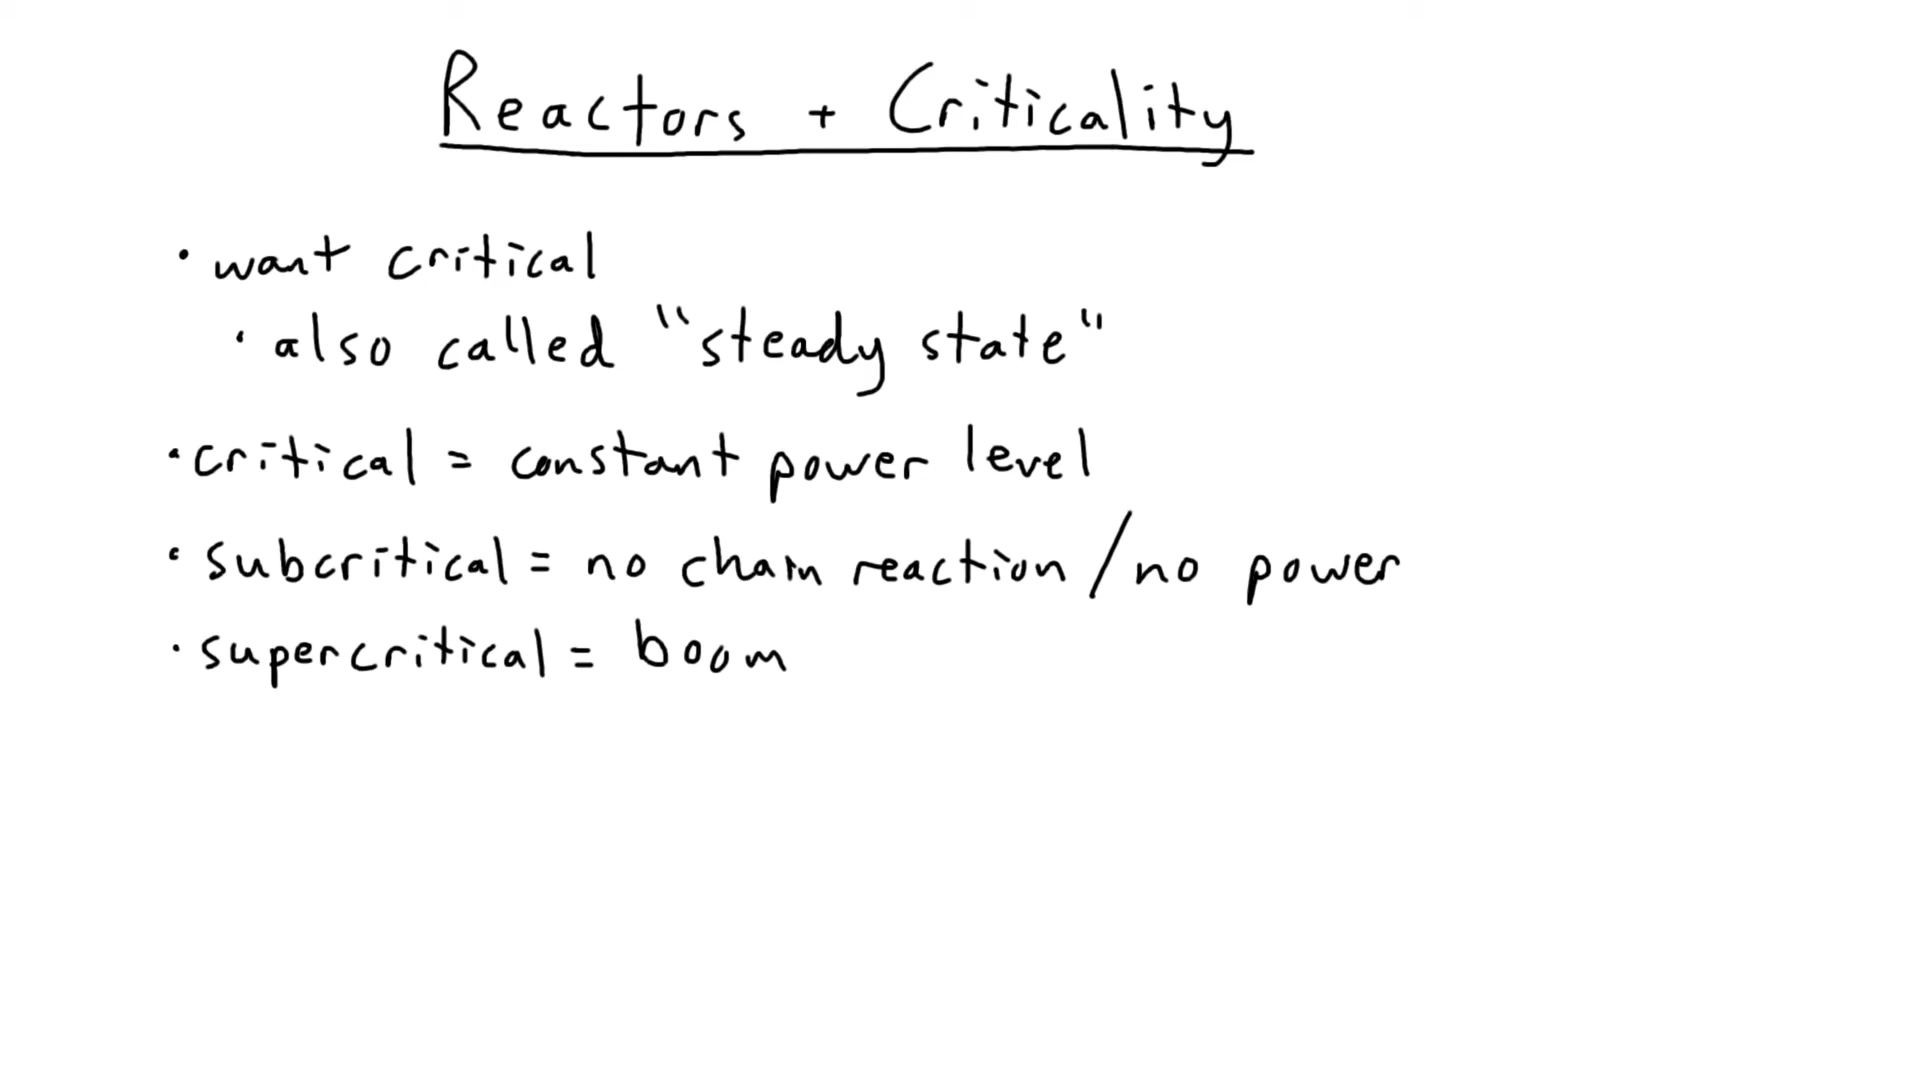 Reactors + Criticality
• want critical
• also called "steady state"
• critical = constant power level
• subcritical = no chain reaction / no power
• supercritical = boom